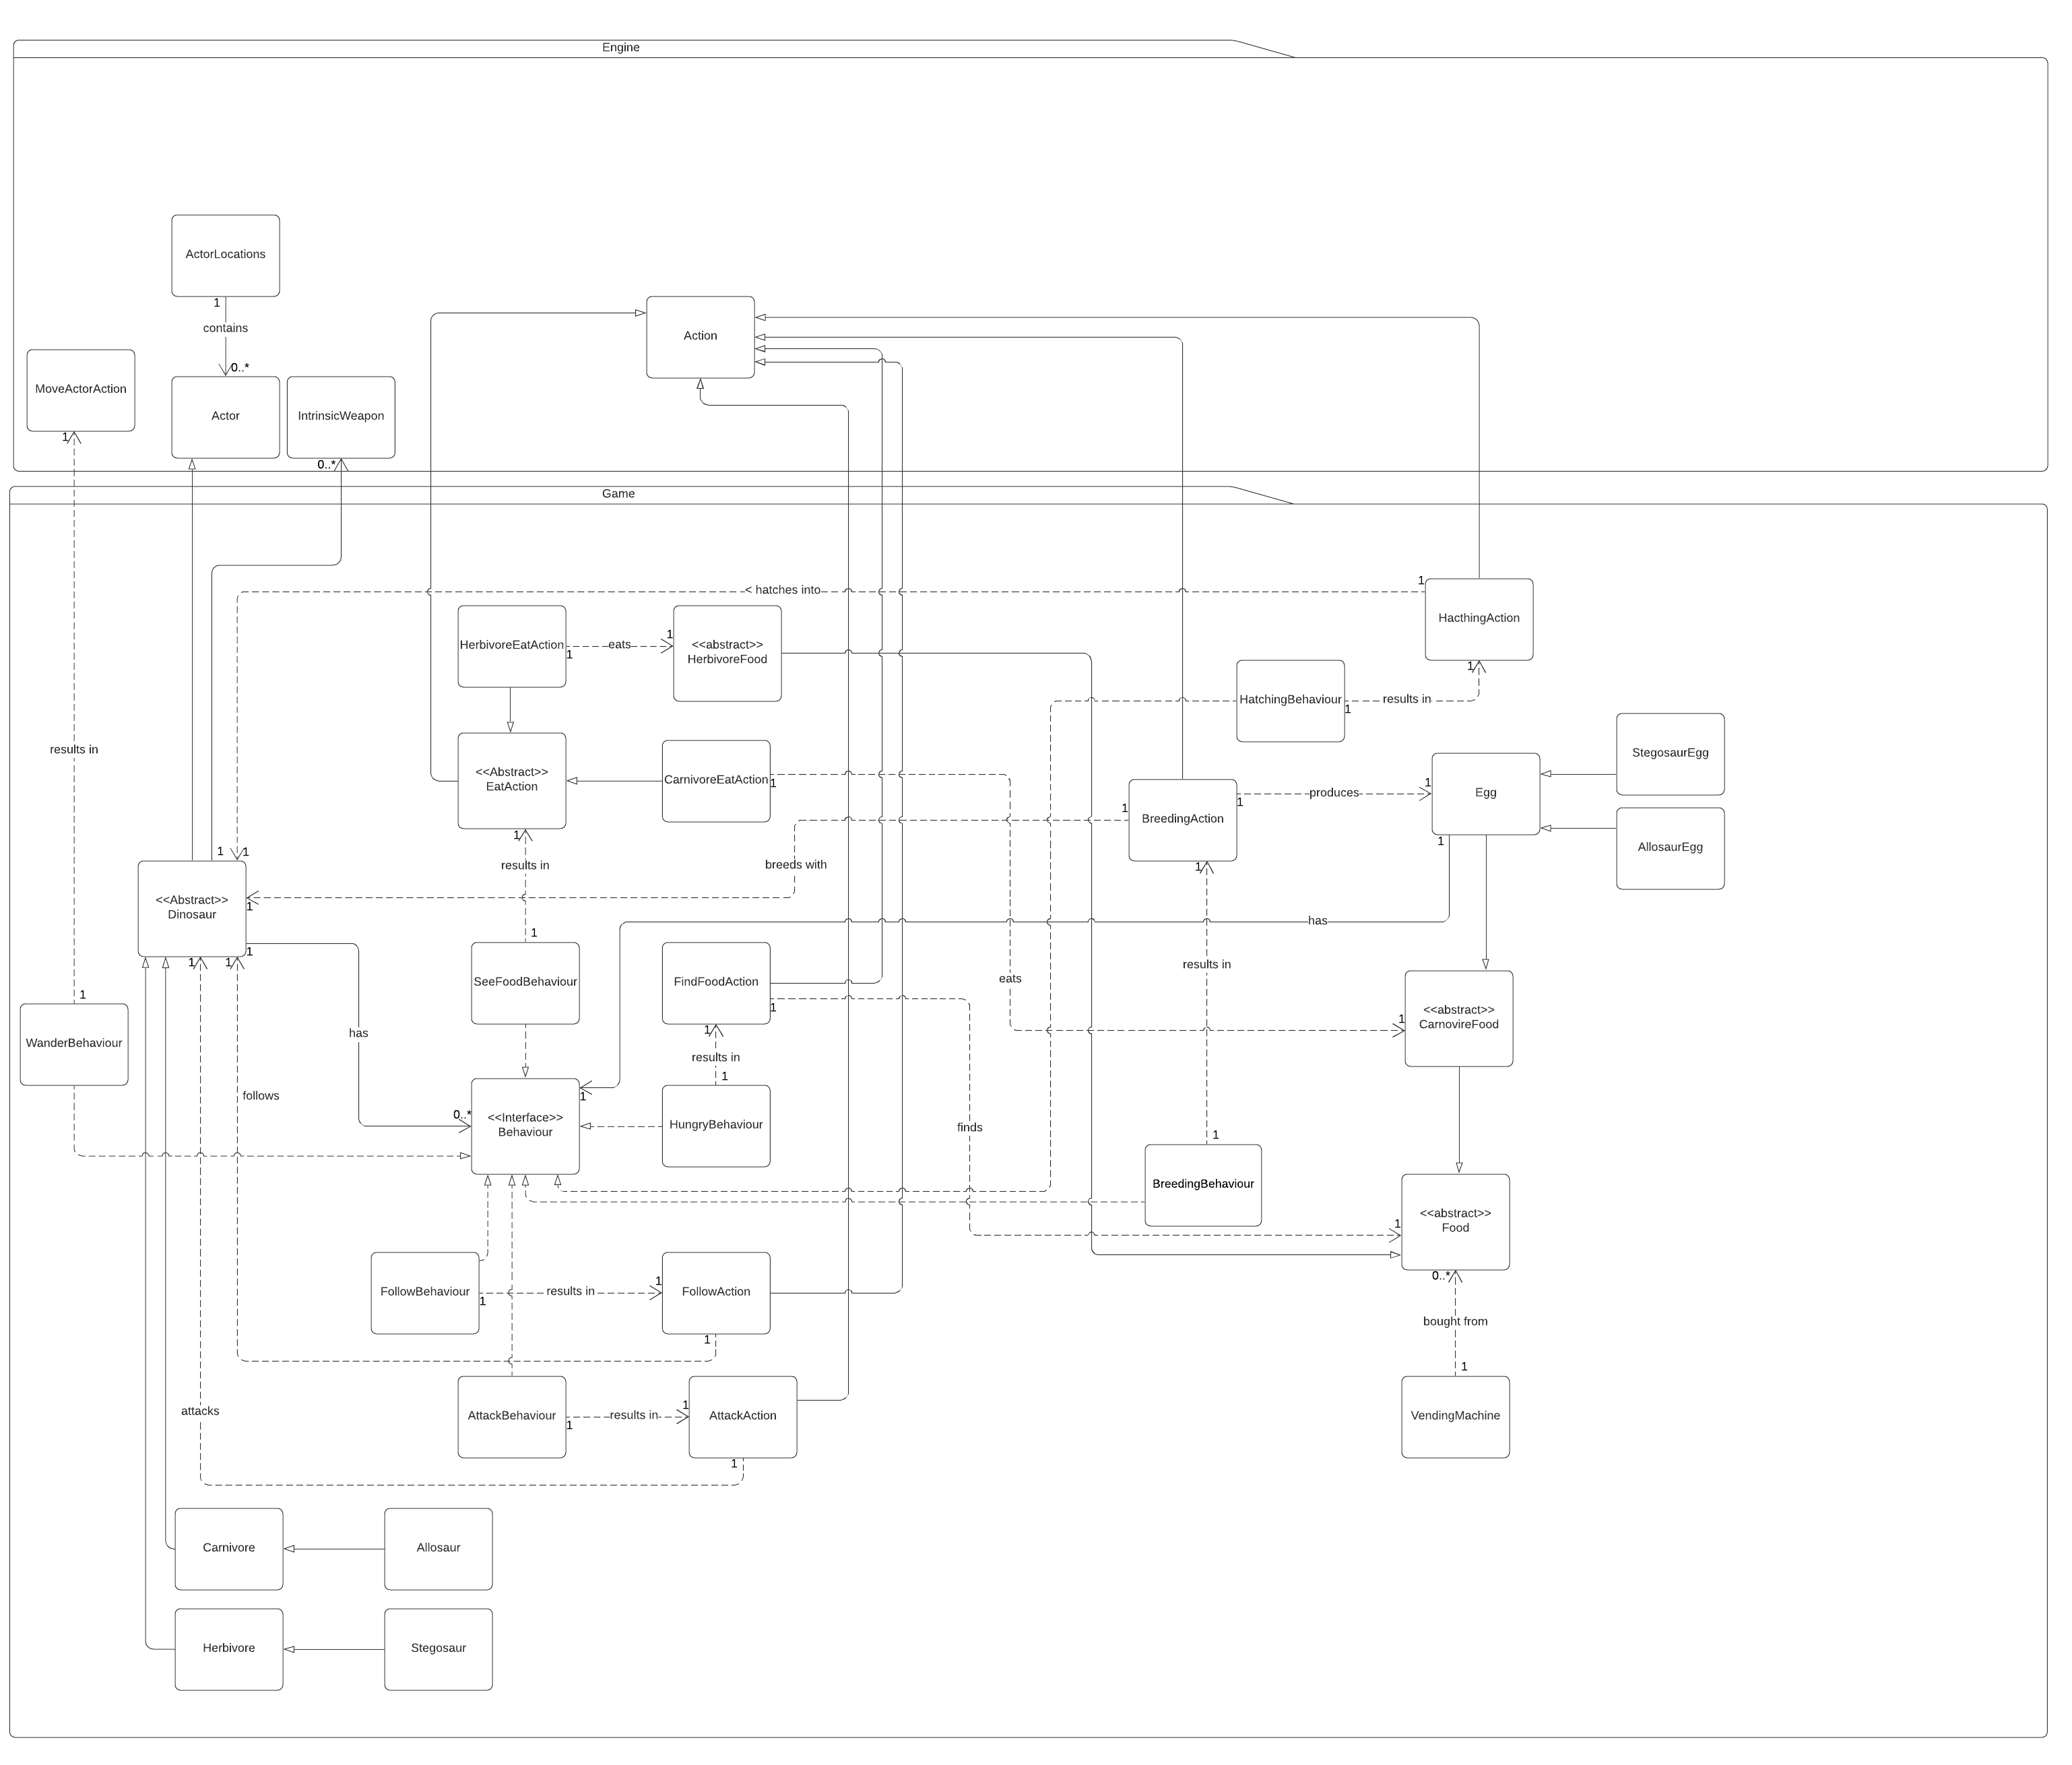 Engine
ActorLocations
1
contains
0..*
MoveActorAction
1
Actor
IntrinsicWeapon
0..*
Action
Game
< hatches into
1
HacthingAction
1
HerbivoreEatAction
1
eats
1
<<abstract>>
HerbivoreFood
HatchingBehaviour
1
results in
results in
<<Abstract>>
EatAction
1
CarnivoreEatAction
1
1
BreedingAction
1
1
produces
1
Egg
1
StegosaurEgg
AllosaurEgg
results in
breeds with
1
1
<<Abstract>>
Dinosaur
1
1
1
1
has
1
SeeFoodBehaviour
FindFoodAction
1
1
eats
results in
has
1
<<abstract>>
CarnovireFood
1
WanderBehaviour
has
results in
1
follows
0..*
<<Interface>>
Behaviour
1
HungryBehaviour
finds
1
BreedingBehaviour
1
<<abstract>>
Food
0..*
FollowBehaviour
1
results in
1
FollowAction
1
bought from
1
attacks
AttackBehaviour
1
results in
1
AttackAction
1
VendingMachine
Carnivore
Allosaur
Herbivore
Stegosaur